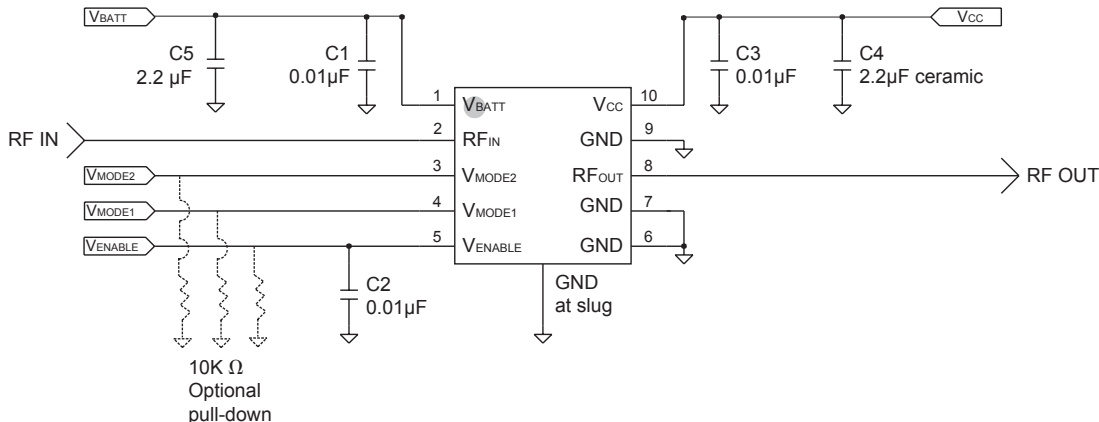 VBATT
VCC
C5
2.2 µF
C1
0.01µF
C3
0.01µF
C4
2.2µF ceramic
1
VBATT
VCC
10
RF IN
2
RFIN
GND
9
VMODE2
3
VMODE2
RFOUT
8
RF OUT
VMODE1
4
VMODE1
GND
7
VENABLE
5
VENABLE
GND
6
C2
0.01µF
GND
at slug
10K Ω
Optional
pull-down